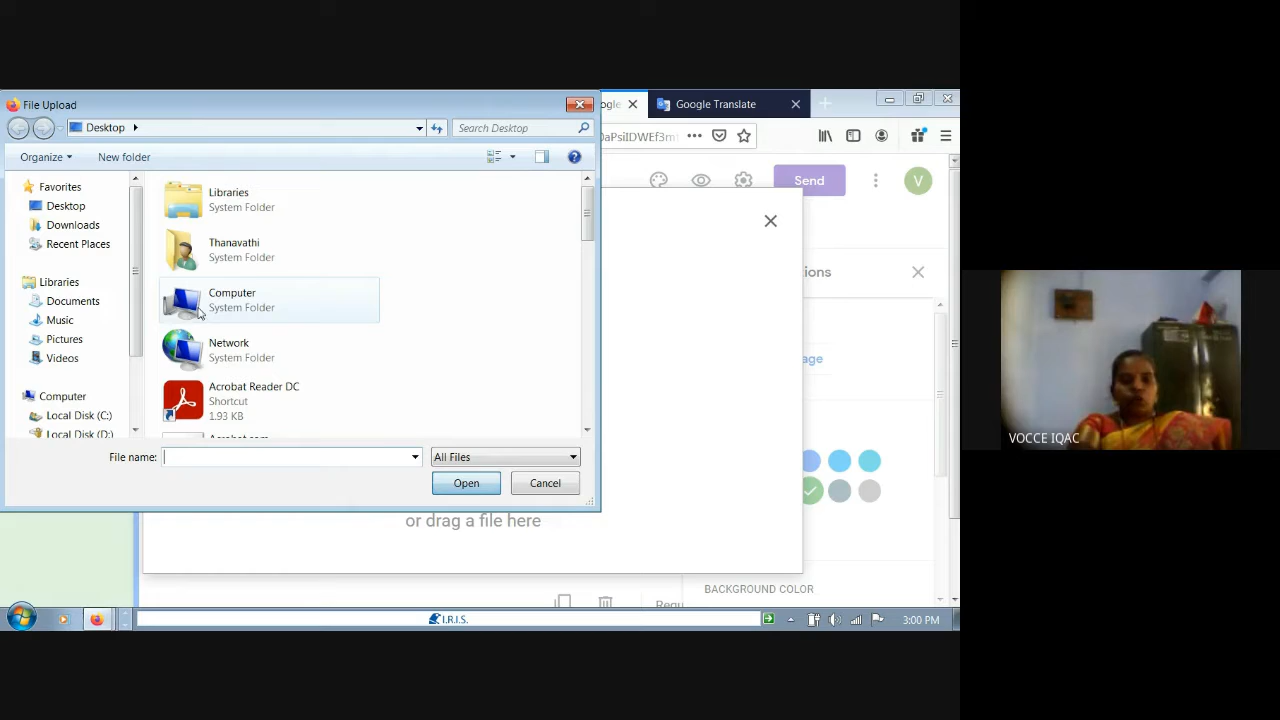 File Upload
Desktop
Search Desktop
Organize
New folder
Favorites
Desktop
Downloads
Recent Places
Libraries
Documents
Music
Pictures
Videos
Computer
Local Disk (C:)
Local Disk (D:)
Libraries
System Folder
Thanavathi
System Folder
Computer
System Folder
Network
System Folder
Acrobat Reader DC
Shortcut
1.93 KB
File name:
All Files
Open
Cancel
ogle
Google Translate
Send
V
ions
age
or drag a file here
BACKGROUND COLOR
Requ
I.R.I.S.
3:00 PM
VOCCE IQAC